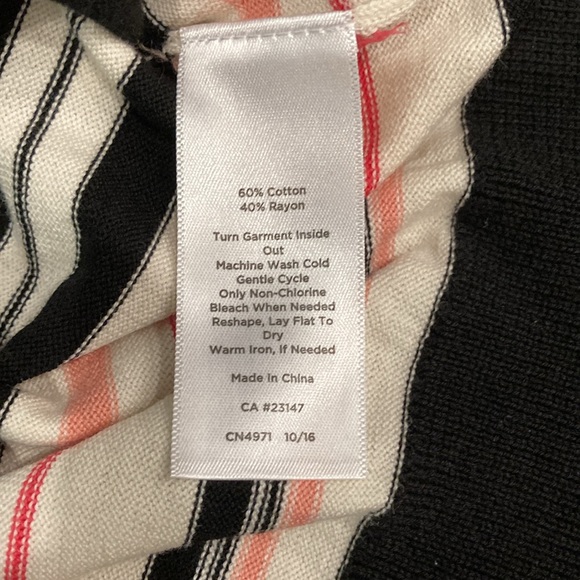 60% Cotton
40% Rayon
Turn Garment Inside
Out
Machine Wash Cold
Gentle Cycle
Only Non-Chlorine
Bleach When Needed
Reshape, Lay Flat To
Dry
Warm Iron, If Needed
Made In China
CA #23147
CN4971 10/16